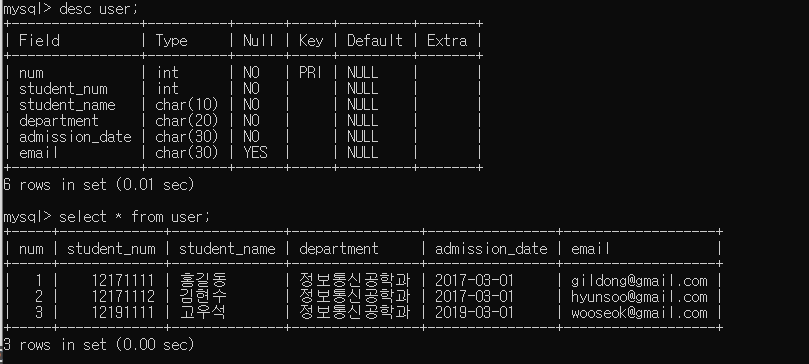 mysql> desc user;
| Field | Type | Null | Key | Default | Extra |
| num | int | NO | PRI | NULL | |
| student_num | int | NO | | NULL | |
| student_name | char(10) | NO | | NULL | |
| department | char(20) | NO | | NULL | |
| admission_date | char(30) | NO | | NULL | |
| email | char(30) | YES | | NULL | |
6 rows in set (0.01 sec)
mysql> select * from user;
| num | student_num | student_name | department | admission_date | email |
| 1 | 12171111 | 홍길동 | 정보통신공학과 | 2017-03-01 | gildong@gmail.com |
| 2 | 12171112 | 김현수 | 정보통신공학과 | 2017-03-01 | hyunsoo@gmail.com |
| 3 | 12191111 | 고우석 | 정보통신공학과 | 2019-03-01 | wooseok@gmail.com |
3 rows in set (0.00 sec)